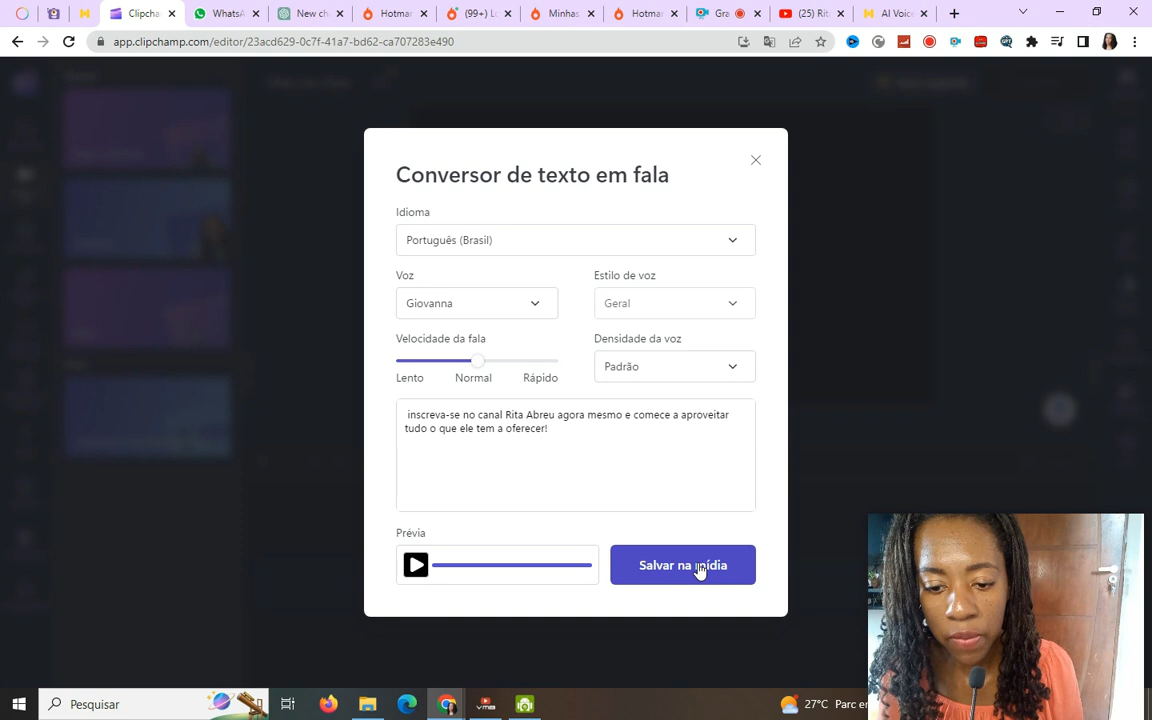 Clipcha
WhatsA
New ch
Hotmar
(99+) Lo
Minhas
Hotmar
Gra
(25) Rit
AI Voice
app.clipchamp.com/editor/23acd629-0c7f-41a7-bd62-ca707283e490
Conversor de texto em fala
Idioma
Português (Brasil)
Voz
Estilo de voz
Giovanna
Geral
Velocidade da fala
Densidade da voz
Padrão
Lento
Normal
Rápido
inscreva-se no canal Rita Abreu agora mesmo e comece a aproveitar
tudo o que ele tem a oferecer!
Prévia
Salvar na mídia
Pesquisar
27°C Parc en